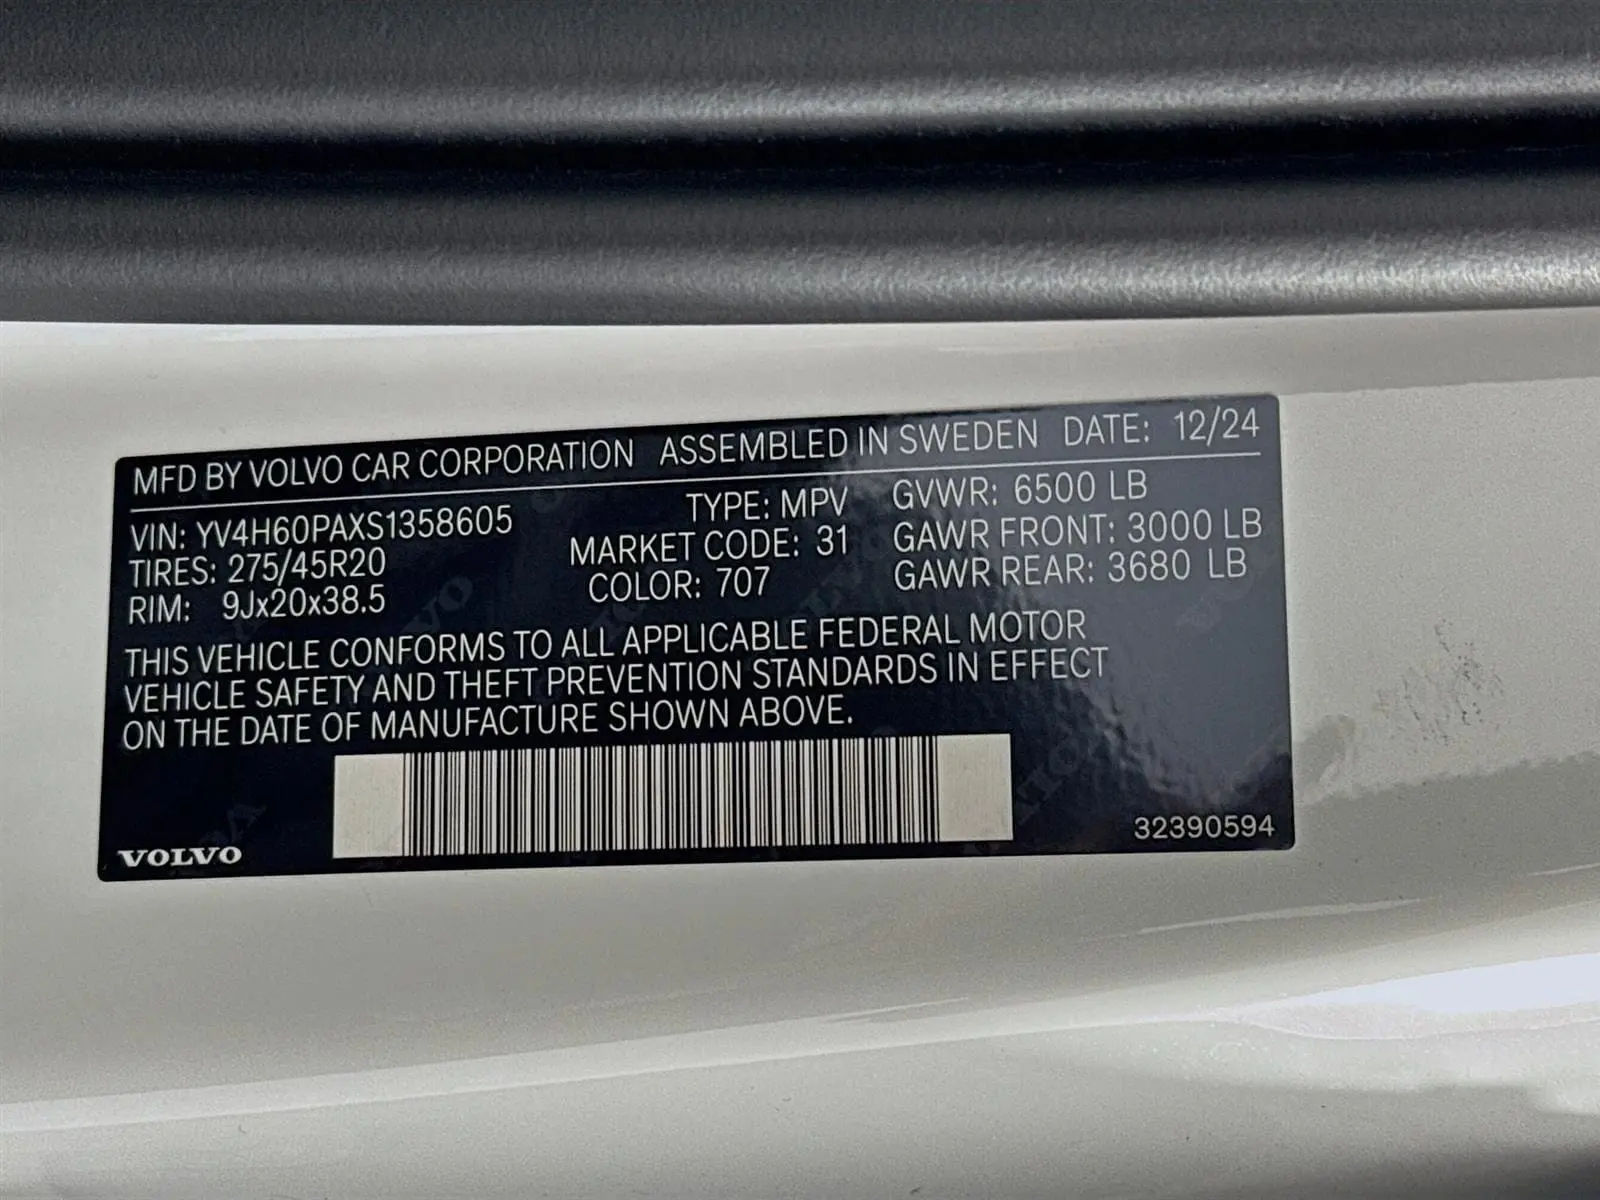 MFD BY VOLVO CAR CORPORATION ASSEMBLED IN SWEDEN DATE: 12/24
VIN: YV4H60PAXS1358605 TYPE: MPV GVWR: 6500 LB
TIRES: 275/45R20 MARKET CODE: 31 GAWR FRONT: 3000 LB
RIM: 9Jx20x38.5 COLOR: 707 GAWR REAR: 3680 LB
THIS VEHICLE CONFORMS TO ALL APPLICABLE FEDERAL MOTOR
VEHICLE SAFETY AND THEFT PREVENTION STANDARDS IN EFFECT
ON THE DATE OF MANUFACTURE SHOWN ABOVE.
VOLVO 32390594